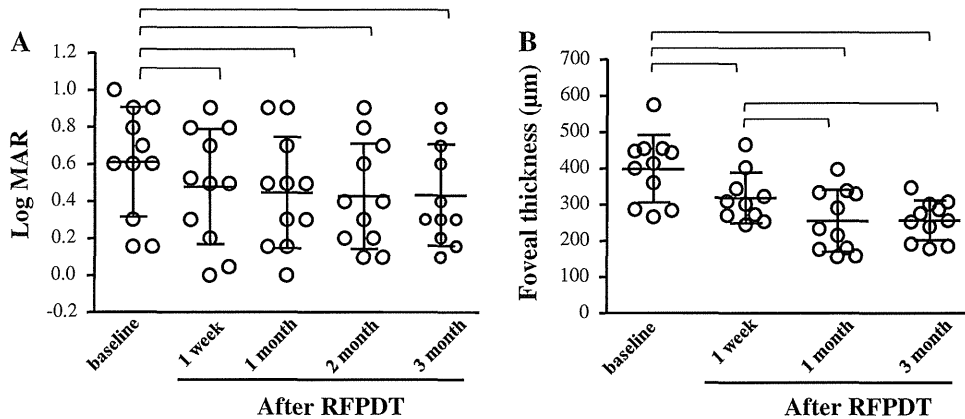 A
Log MAR
1.2
1.0
0.8
0.6
0.4
0.2
0.0
-0.2
baseline
1 week
1 month
2 month
3 month
After RFPDT
B
Foveal thickness (μm)
700
600
500
400
300
200
100
0
baseline
1 week
1 month
3 month
After RFPDT